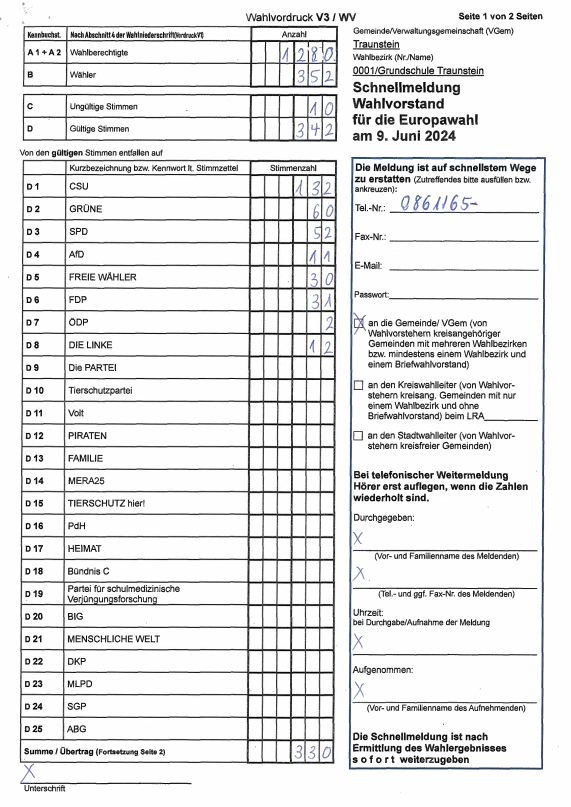 Wahlvordruck V3 / WV
Seite 1 von 2 Seiten
Kennbuchst. Nach Abschnitt 4 der Wahlniederschrift (Vordruck V1) Anzahl
A 1 + A 2 Wahlberechtigte 1280
B Wähler 352
C Ungültige Stimmen 10
D Gültige Stimmen 342
Gemeinde/Verwaltungsgemeinschaft (VGem)
Traunstein
Wahlbezirk (Nr./Name)
0001/Grundschule Traunstein
Schnellmeldung
Wahlvorstand
für die Europawahl
am 9. Juni 2024
Von den gültigen Stimmen entfallen auf
Kurzbezeichnung bzw. Kennwort lt. Stimmzettel Stimmenzahl
D 1 CSU 132
D 2 GRÜNE 60
D 3 SPD 52
D 4 AfD 11
D 5 FREIE WÄHLER 30
D 6 FDP 31
D 7 ÖDP 2
D 8 DIE LINKE 12
D 9 Die PARTEI
D 10 Tierschutzpartei
D 11 Volt
D 12 PIRATEN
D 13 FAMILIE
D 14 MERA25
D 15 TIERSCHUTZ hier!
D 16 PdH
D 17 HEIMAT
D 18 Bündnis C
D 19 Partei für schulmedizinische
Verjüngungsforschung
D 20 BIG
D 21 MENSCHLICHE WELT
D 22 DKP
D 23 MLPD
D 24 SGP
D 25 ABG
Summe / Übertrag (Fortsetzung Seite 2) 330
X
Unterschrift
Die Meldung ist auf schnellstem Wege
zu erstatten (Zutreffendes bitte ausfüllen bzw.
ankreuzen):
Tel.-Nr.: 0861/65-
Fax-Nr.:
E-Mail:
Passwort:
X an die Gemeinde/ VGem (von
Wahlvorstehern kreisangehöriger
Gemeinden mit mehreren Wahlbezirken
bzw. mindestens einem Wahlbezirk und
einem Briefwahlvorstand)
an den Kreiswahlleiter (von Wahlvor-
stehern kreisang. Gemeinden mit nur
einem Wahlbezirk und ohne
Briefwahlvorstand) beim LRA
an den Stadtwahlleiter (von Wahlvor-
stehern kreisfreier Gemeinden)
Bei telefonischer Weitermeldung
Hörer erst auflegen, wenn die Zahlen
wiederholt sind.
Durchgegeben:
X
(Vor- und Familienname des Meldenden)
X
(Tel.- und ggf. Fax-Nr. des Meldenden)
Uhrzeit:
bei Durchgabe/Aufnahme der Meldung
X
Aufgenommen:
X
(Vor- und Familienname des Aufnehmenden)
Die Schnellmeldung ist nach
Ermittlung des Wahlergebnisses
sofort weiterzugeben